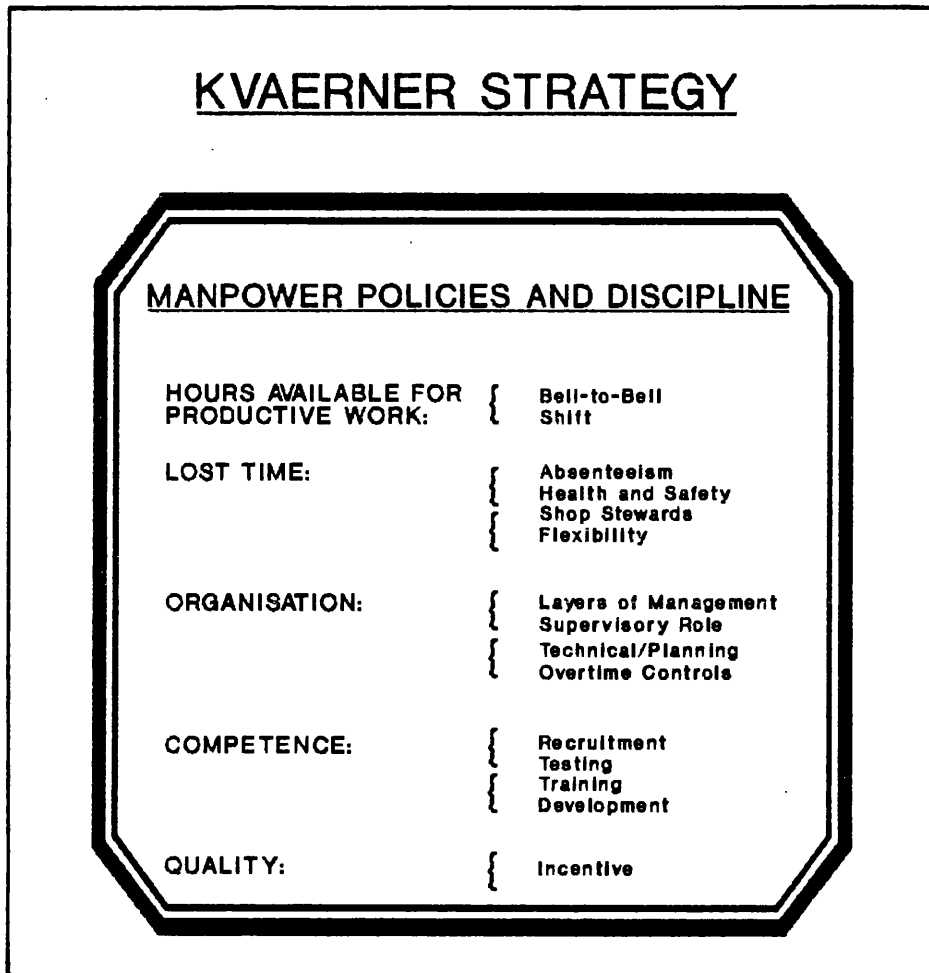 KVAERNER STRATEGY
MANPOWER POLICIES AND DISCIPLINE
HOURS AVAILABLE FOR { Bell-to-Bell
PRODUCTIVE WORK: Shift
LOST TIME: { Absenteeism
Health and Safety
{ Shop Stewards
Flexibility
ORGANISATION: { Layers of Management
Supervisory Role
{ Technical/Planning
Overtime Controls
COMPETENCE: { Recruitment
Testing
{ Training
Development
QUALITY: { Incentive